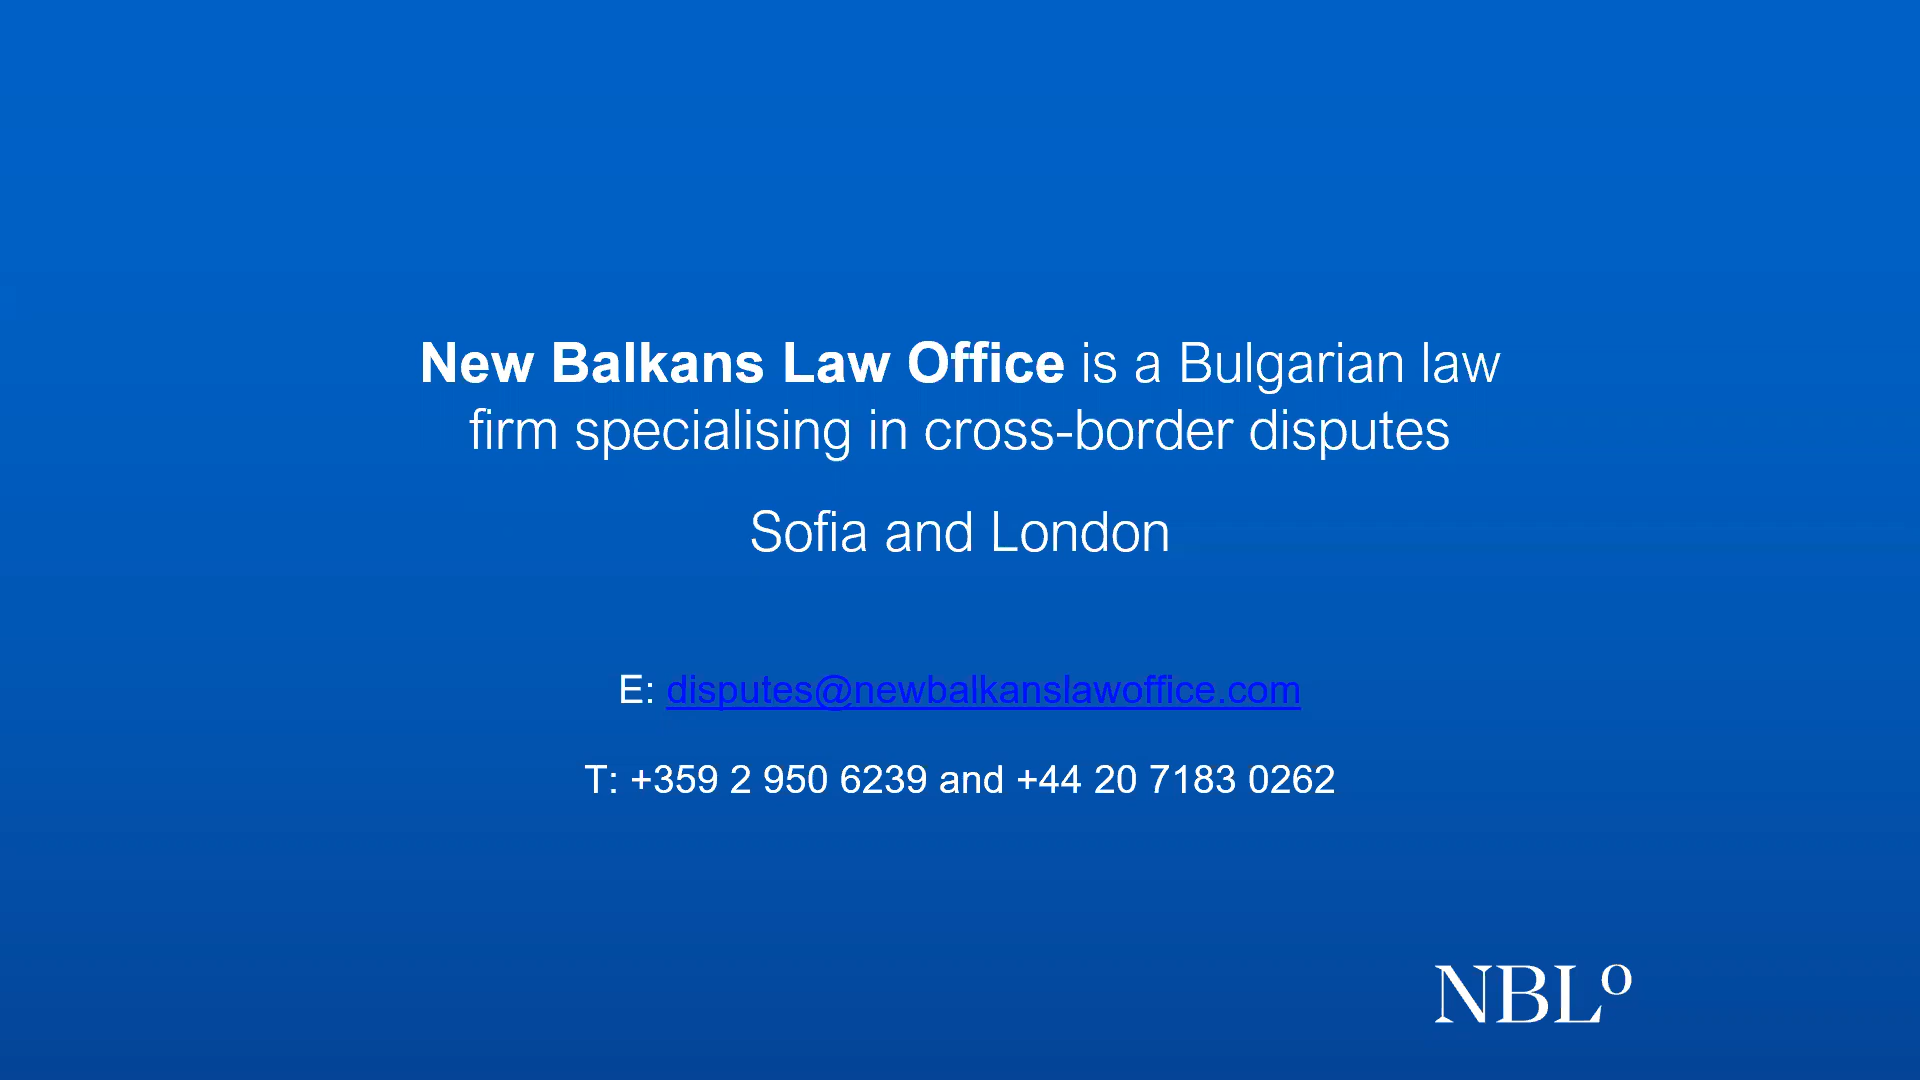 New Balkans Law Office is a Bulgarian law
firm specialising in cross-border disputes
Sofia and London
E: disputes@newbalkanslawoffice.com
T: +359 2 950 6239 and +44 20 7183 0262
NBLO